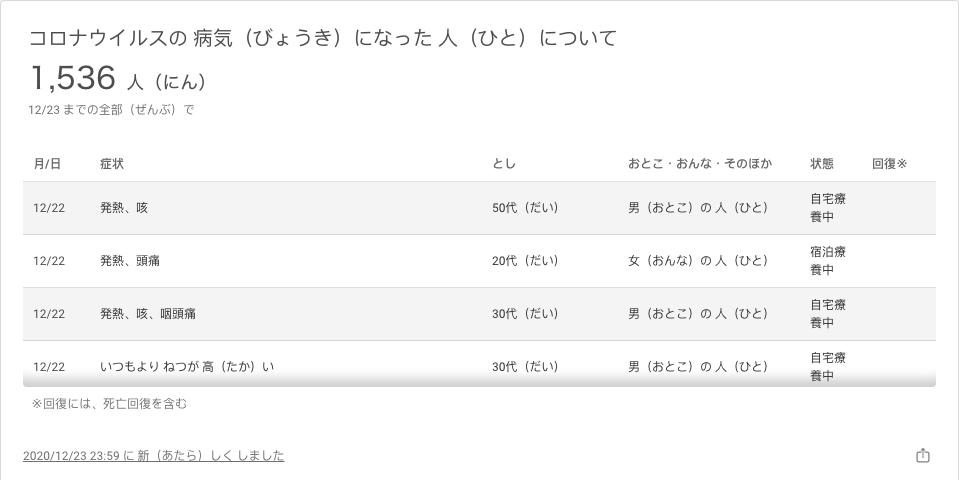 コロナウイルスの 病気（びょうき）になった 人（ひと）について
1,536 人（にん）
12/23 までの全部（ぜんぶ）で
月/日 症状 とし おとこ・おんな・そのほか 状態 回復※
12/22 発熱、咳 50代（だい） 男（おとこ）の 人（ひと） 自宅療
養中
12/22 発熱、頭痛 20代（だい） 女（おんな）の 人（ひと） 宿泊療
養中
12/22 発熱、咳、咽頭痛 30代（だい） 男（おとこ）の 人（ひと） 自宅療
養中
12/22 いつもより ねつが 高（たか）い 30代（だい） 男（おとこ）の 人（ひと） 自宅療
養中
※回復には、死亡回復を含む
2020/12/23 23:59 に 新（あたら）しく しました